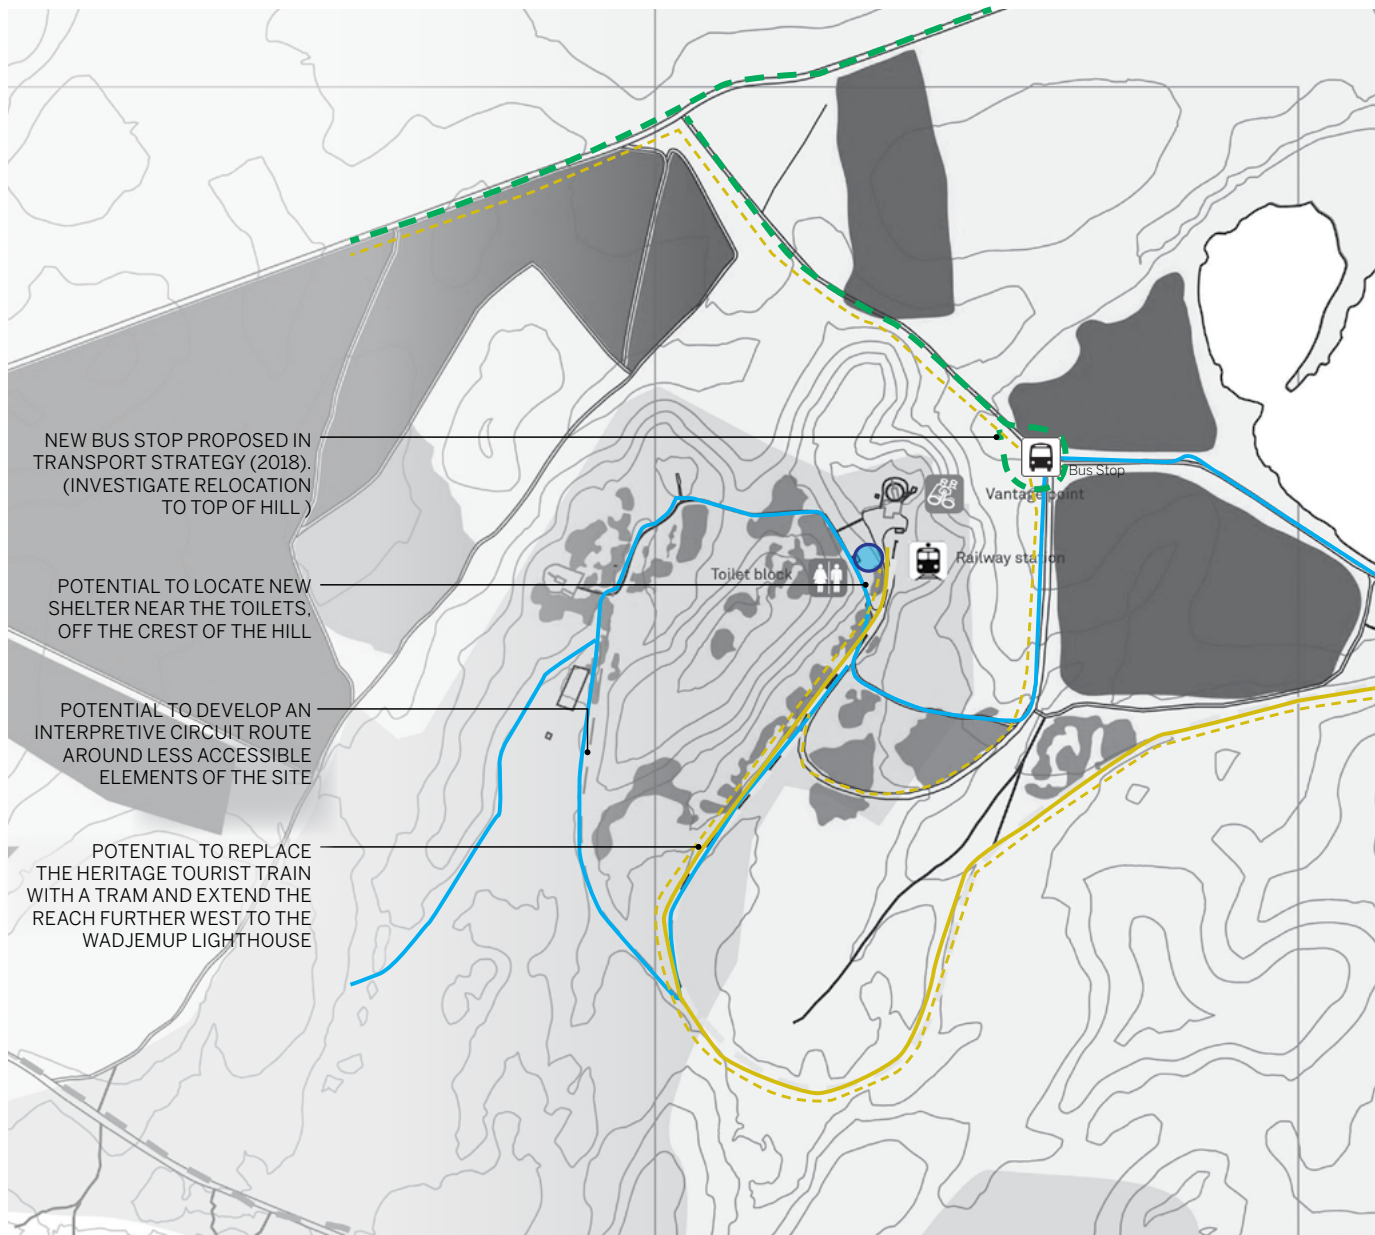 NEW BUS STOP PROPOSED IN
TRANSPORT STRATEGY (2018).
(INVESTIGATE RELOCATION
TO TOP OF HILL )
POTENTIAL TO LOCATE NEW
SHELTER NEAR THE TOILETS,
OFF THE CREST OF THE HILL
POTENTIAL TO DEVELOP AN
INTERPRETIVE CIRCUIT ROUTE
AROUND LESS ACCESSIBLE
ELEMENTS OF THE SITE
POTENTIAL TO REPLACE
THE HERITAGE TOURIST TRAIN
WITH A TRAM AND EXTEND THE
REACH FURTHER WEST TO THE
WADJEMUP LIGHTHOUSE
Bus Stop
Vantage point
Railway station
Toilet block